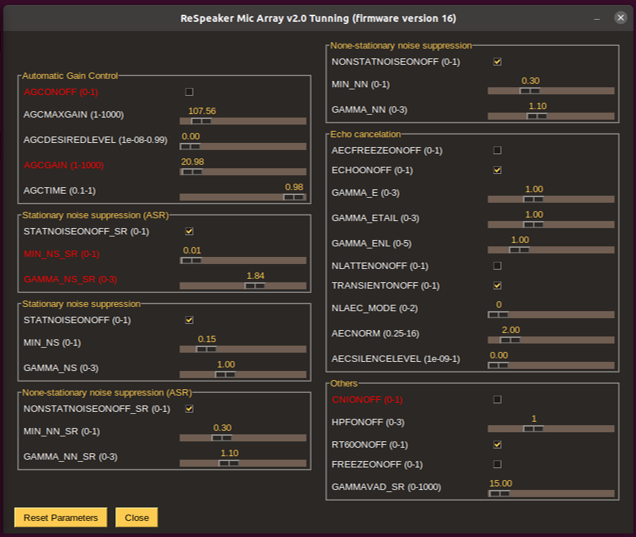 ReSpeaker Mic Array v2.0 Tunning (firmware version 16)
Automatic Gain Control
AGCONOFF (0-1)
107.56
AGCMAXGAIN (1-1000)
0.00
AGCDESIREDLEVEL (1e-08-0.99)
20.98
AGCGAIN (1-1000)
0.98
AGCTIME (0.1-1)
Stationary noise suppression (ASR)
STATNOISEONOFF_SR (0-1)
0.01
MIN_NS_SR (0-1)
1.84
GAMMA_NS_SR (0-3)
Stationary noise suppression
STATNOISEONOFF (0-1)
0.15
MIN_NS (0-1)
1.00
GAMMA_NS (0-3)
None-stationary noise suppression (ASR)
NONSTATNOISEONOFF_SR (0-1)
0.30
MIN_NN_SR (0-1)
1.10
GAMMA_NN_SR (0-3)
Reset Parameters
Close
None-stationary noise suppression
NONSTATNOISEONOFF (0-1)
0.30
MIN_NN (0-1)
1.10
GAMMA_NN (0-3)
Echo cancelation
AECFREEZEONOFF (0-1)
ECHOONOFF (0-1)
1.00
GAMMA_E (0-3)
1.00
GAMMA_ETAIL (0-3)
1.00
GAMMA_ENL (0-5)
NLATTENONOFF (0-1)
TRANSIENTONOFF (0-1)
0
NLAEC_MODE (0-2)
2.00
AECNORM (0.25-16)
0.00
AECSILENCELEVEL (1e-09-1)
Others
CNIONOFF (0-1)
1
HPFONOFF (0-3)
RT60ONOFF (0-1)
FREEZEONOFF (0-1)
15.00
GAMMAVAD_SR (0-1000)